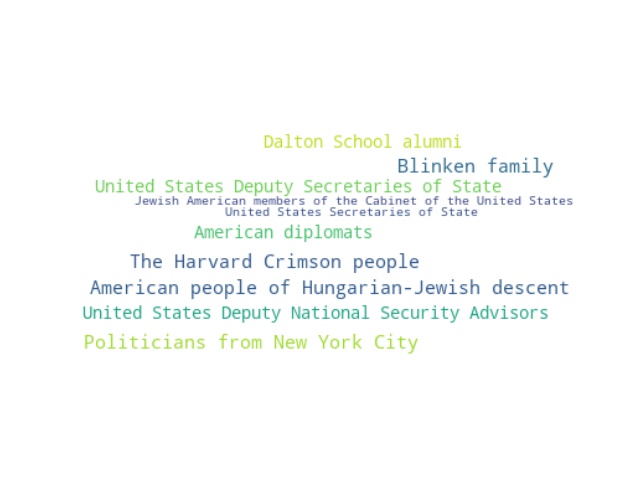 Dalton School alumni
Blinken family
United States Deputy Secretaries of State
Jewish American members of the Cabinet of the United States
United States Secretaries of State
American diplomats
The Harvard Crimson people
American people of Hungarian-Jewish descent
United States Deputy National Security Advisors
Politicians from New York City